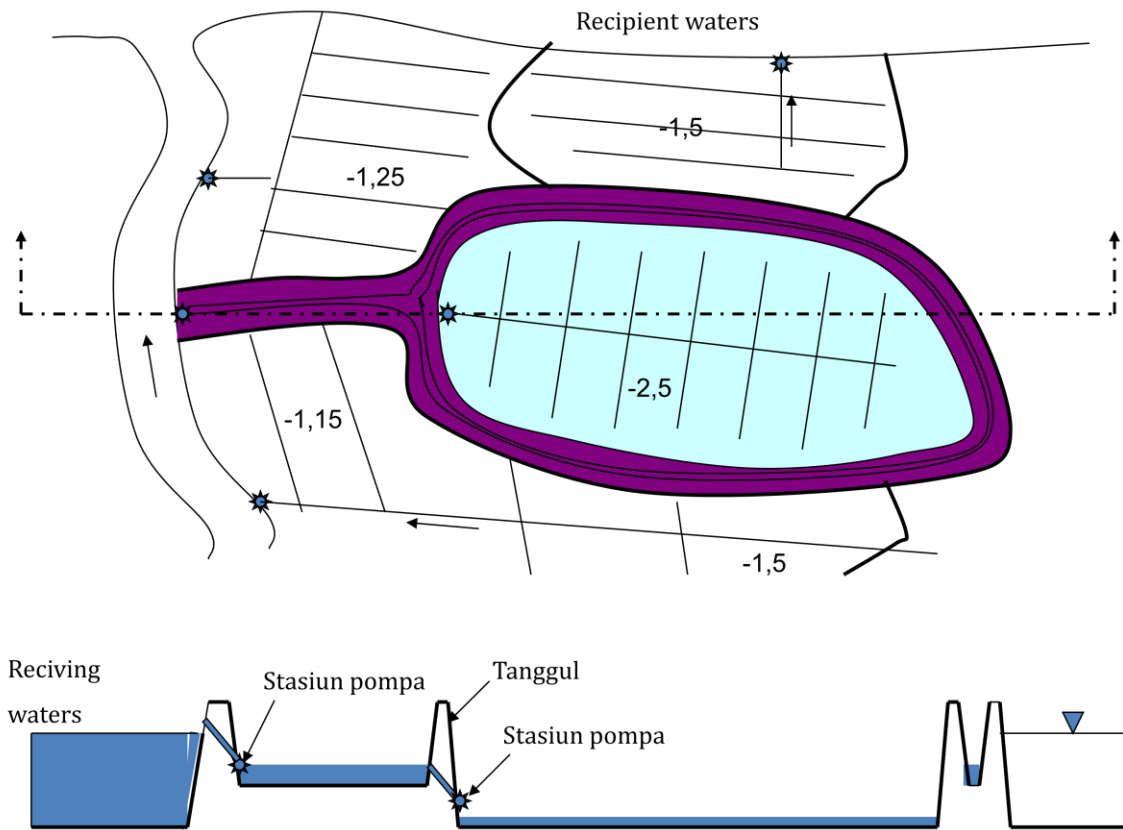 Recipient waters
-1,5
-1,25
-2,5
-1,15
-1,5
Reciving
waters
Stasiun pompa
Tanggul
Stasiun pompa